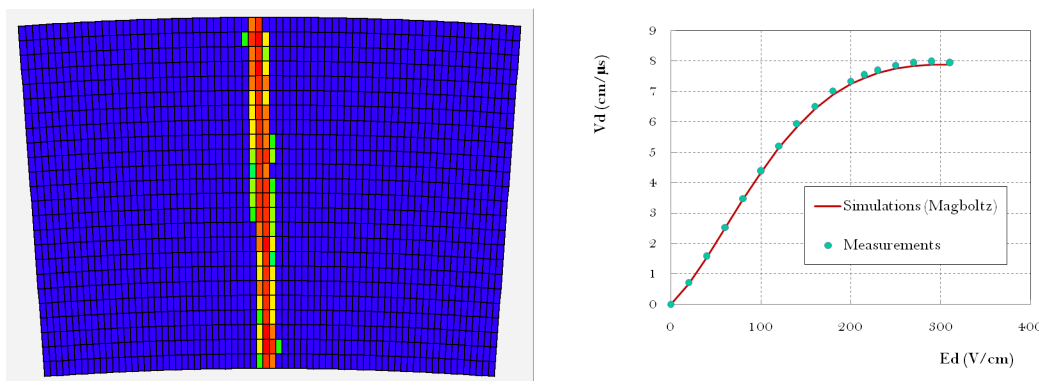 9
8
7
6
5
4
3
2
1
0
Vd (cm/µs)
Simulations (Magboltz)
Measurements
0 100 200 300 400
Ed (V/cm)